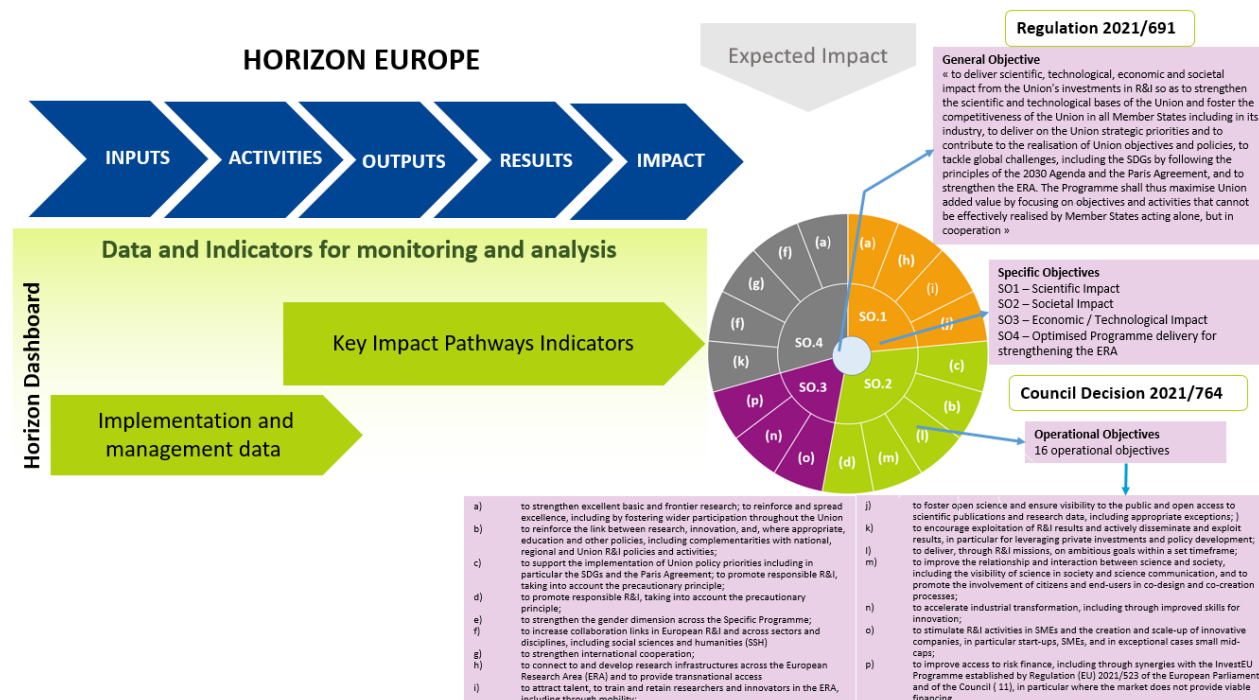 Regulation 2021/691
HORIZON EUROPE
Expected Impact
General Objective
« to deliver scientific, technological, economic and societal
impact from the Union's investments in R&I so as to strengthen
the scientific and technological bases of the Union and foster the
competitiveness of the Union in all Member States including in its
industry, to deliver on the Union strategic priorities and to
contribute to the realisation of Union objectives and policies, to
tackle global challenges, including the SDGs by following the
principles of the 2030 Agenda and the Paris Agreement, and to
strengthen the ERA. The Programme shall thus maximise Union
added value by focusing on objectives and activities that cannot
be effectively realised by Member States acting alone, but in
cooperation »
INPUTS
ACTIVITIES
OUTPUTS
RESULTS
IMPACT
Data and Indicators for monitoring and analysis
Horizon Dashboard
Key Impact Pathways Indicators
Implementation and
management data
(a)
(h)
(i)
(j)
(c)
(b)
(l)
(m)
(d)
(o)
(n)
(p)
(k)
(f)
(g)
(f)
(a)
SO.1
SO.2
SO.3
SO.4
Specific Objectives
SO1 – Scientific Impact
SO2 – Societal Impact
SO3 – Economic / Technological Impact
SO4 – Optimised Programme delivery for
strengthening the ERA
Council Decision 2021/764
Operational Objectives
16 operational objectives
a) to strengthen excellent basic and frontier research; to reinforce and spread
excellence, including by fostering wider participation throughout the Union
b) to reinforce the link between research, innovation, and, where appropriate,
education and other policies, including complementarities with national,
regional and Union R&I policies and activities;
c) to support the implementation of Union policy priorities including in
particular the SDGs and the Paris Agreement; to promote responsible R&I,
taking into account the precautionary principle;
d) to promote responsible R&I, taking into account the precautionary
principle;
e) to strengthen the gender dimension across the Specific Programme;
f) to increase collaboration links in European R&I and across sectors and
disciplines, including social sciences and humanities (SSH)
g) to strengthen international cooperation;
h) to connect to and develop research infrastructures across the European
Research Area (ERA) and to provide transnational access
i) to attract talent, to train and retain researchers and innovators in the ERA,
including through mobility;
j) to foster open science and ensure visibility to the public and open access to
scientific publications and research data, including appropriate exceptions; )
k) to encourage exploitation of R&I results and actively disseminate and exploit
results, in particular for leveraging private investments and policy development;
l) to deliver, through R&I missions, on ambitious goals within a set timeframe;
m) to improve the relationship and interaction between science and society,
including the visibility of science in society and science communication, and to
promote the involvement of citizens and end-users in co-design and co-creation
processes;
n) to accelerate industrial transformation, including through improved skills for
innovation;
o) to stimulate R&I activities in SMEs and the creation and scale-up of innovative
companies, in particular start-ups, SMEs, and in exceptional cases small mid-
caps;
p) to improve access to risk finance, including through synergies with the InvestEU
Programme established by Regulation (EU) 2021/523 of the European Parliament
and of the Council ( 11), in particular where the market does not provide viable
financing